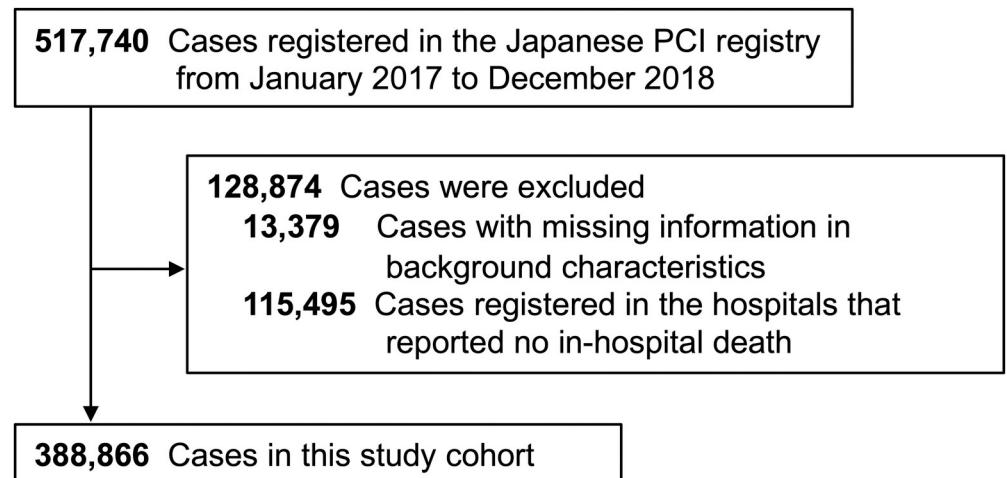 517,740 Cases registered in the Japanese PCI registry
from January 2017 to December 2018
128,874 Cases were excluded
13,379 Cases with missing information in
background characteristics
115,495 Cases registered in the hospitals that
reported no in-hospital death
388,866 Cases in this study cohort